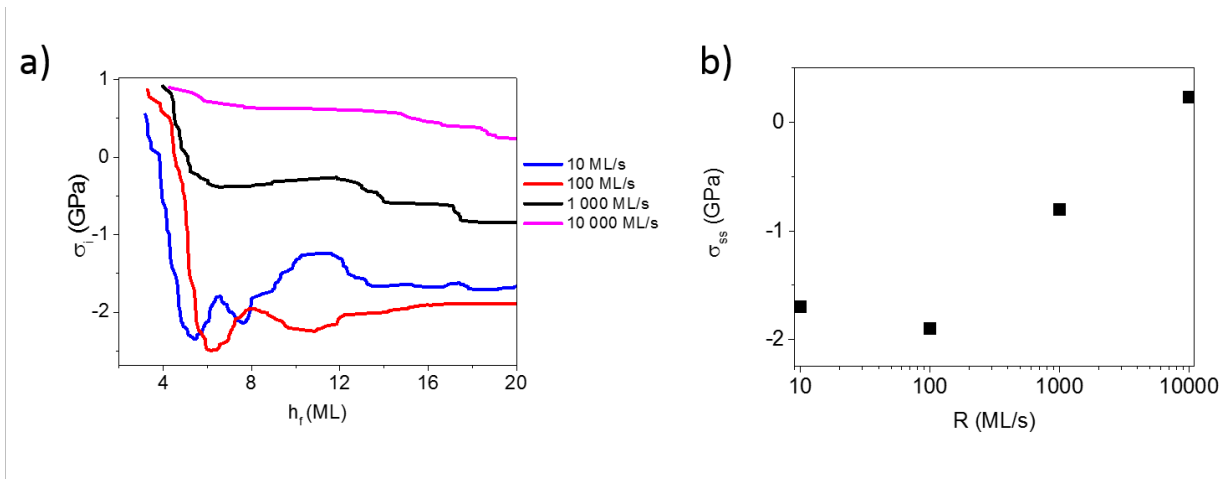 a)
1
0
-1
-2
σi (GPa)
4
8
12
16
20
hf (ML)
10 ML/s
100 ML/s
1 000 ML/s
10 000 ML/s
b)
0
-1
-2
σss (GPa)
10
100
1000
10000
R (ML/s)